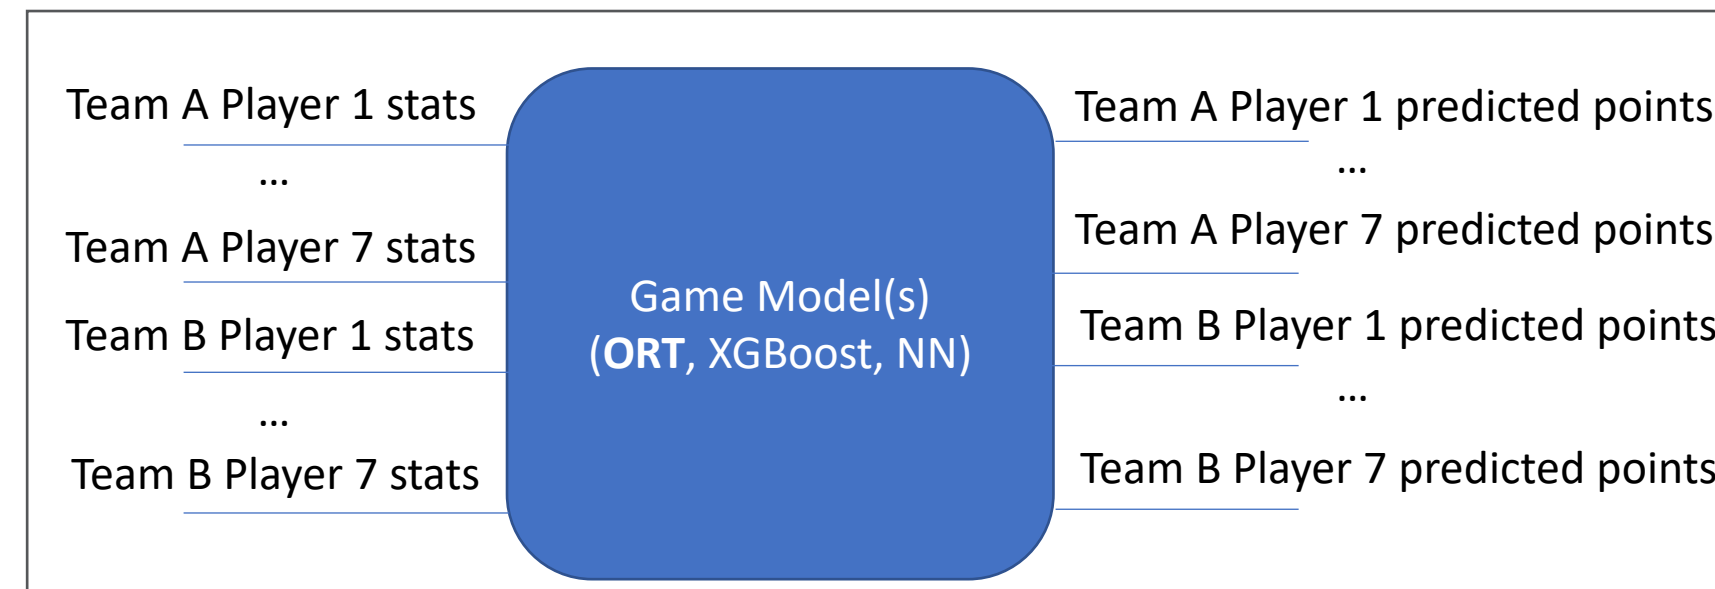 Team A Player 1 stats
...
Team A Player 7 stats
Team B Player 1 stats
...
Team B Player 7 stats
Game Model(s)
(ORT, XGBoost, NN)
Team A Player 1 predicted points
...
Team A Player 7 predicted points
Team B Player 1 predicted points
...
Team B Player 7 predicted points